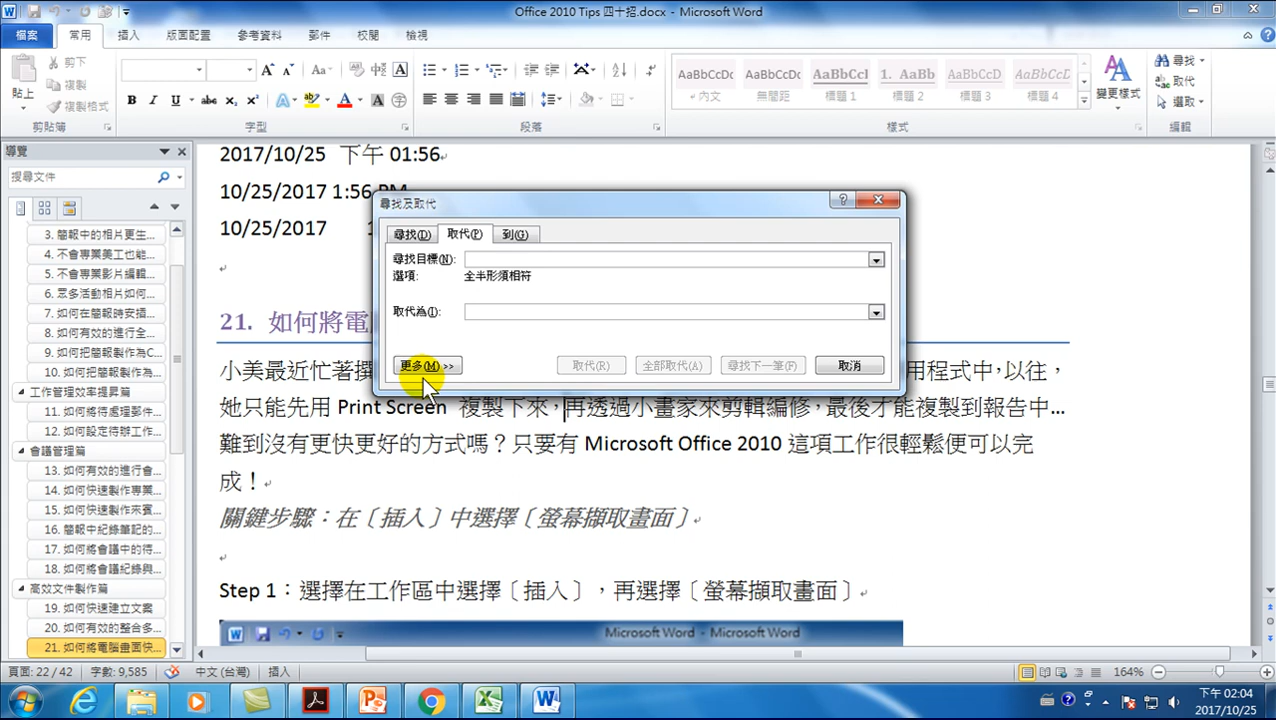 Office 2010 Tips 四十招.docx - Microsoft Word
檔案 常用 插入 版面配置 參考資料 郵件 校閱 檢視
貼上 剪下 複製 複製格式
AaBbCcDc AaBbCcDc AaBbCcI 1. AaBb AaBbCcD AaBbCcD
內文 無間距 標題 1 標題 2 標題 3 標題 4
變更樣式
尋找 取代 選取
剪貼簿 字型 段落 樣式 編輯
導覽
搜尋文件
3. 簡報中的相片更生...
4. 不會專業美工也能...
5. 不會專業影片編輯...
6. 眾多活動相片如何...
7. 如何在簡報時安插...
8. 如何有效的進行全...
9. 如何把簡報製作為C...
10. 如何將簡報製作成...
工作管理效率提昇篇
11. 如何將待處理郵件...
12. 如何設定待辦工作...
會議管理篇
13. 如何有效的進行會...
14. 如何快速製作專業...
15. 如何快速製作來賓...
16. 簡報中紀錄筆記的...
17. 如何將會議中的待...
18. 如何將會議紀錄與...
高效文件製作篇
19. 如何快速建立文案
20. 如何有效的整合多...
21. 如何將電腦畫面快...
2017/10/25 下午 01:56
10/25/2017 1:56 PM
10/25/2017 1
21. 如何將電
小美最近忙著撰
用程式中，以往，
她只能先用 Print Screen 複製下來，再透過小畫家來剪輯編修，最後才能複製到報告中...
難到沒有更快更好的方式嗎？只要有 Microsoft Office 2010 這項工作很輕鬆便可以完
成！
關鍵步驟：在〔插入〕中選擇〔螢幕擷取畫面〕
Step 1：選擇在工作區中選擇〔插入〕，再選擇〔螢幕擷取畫面〕
Microsoft Word - Microsoft Word
尋找及取代
尋找(D) 取代(P) 到(G)
尋找目標(N):
選項: 全半形須相符
取代為(I):
更多(M) >> 取代(R) 全部取代(A) 尋找下一筆(F) 取消
頁面: 22 / 42 字數: 9,585 中文 (台灣) 插入 164%
下午 02:04
2017/10/25